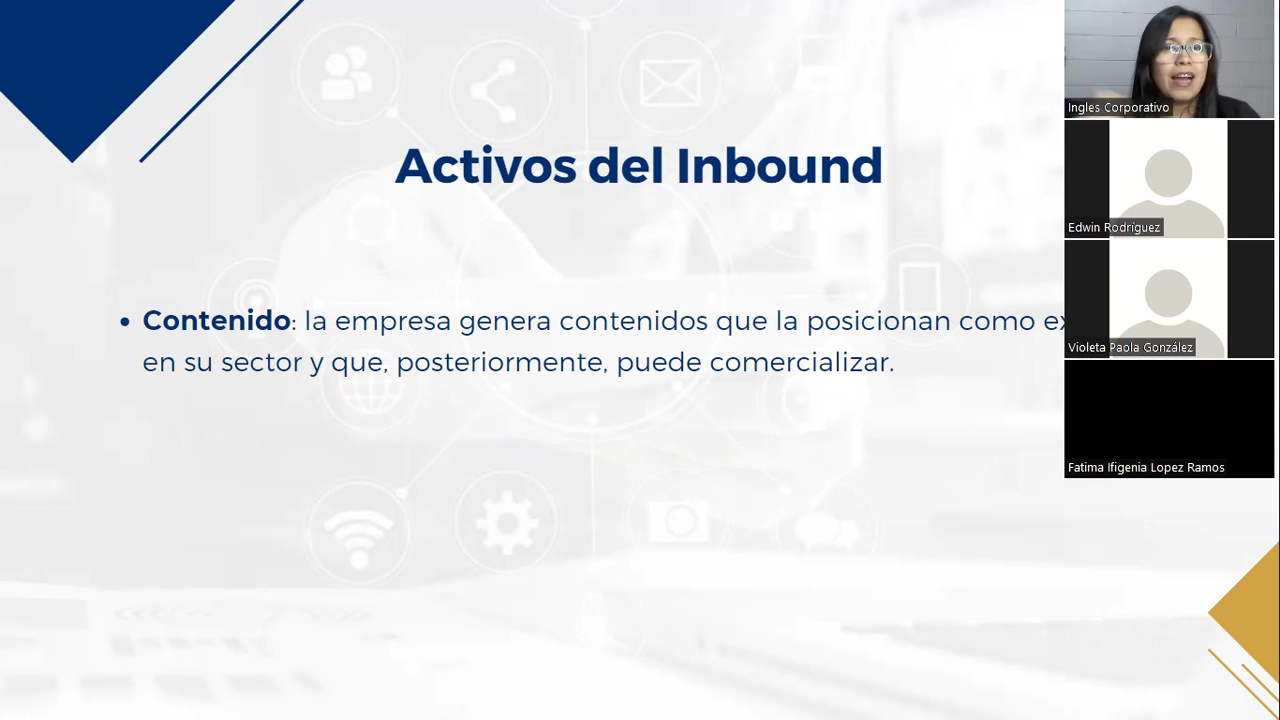 Activos del Inbound
• Contenido: la empresa genera contenidos que la posicionan como
en su sector y que, posteriormente, puede comercializar.
Ingles Corporativo
Edwin Rodríguez
Violeta Paola González
Fatima Ifigenia Lopez Ramos